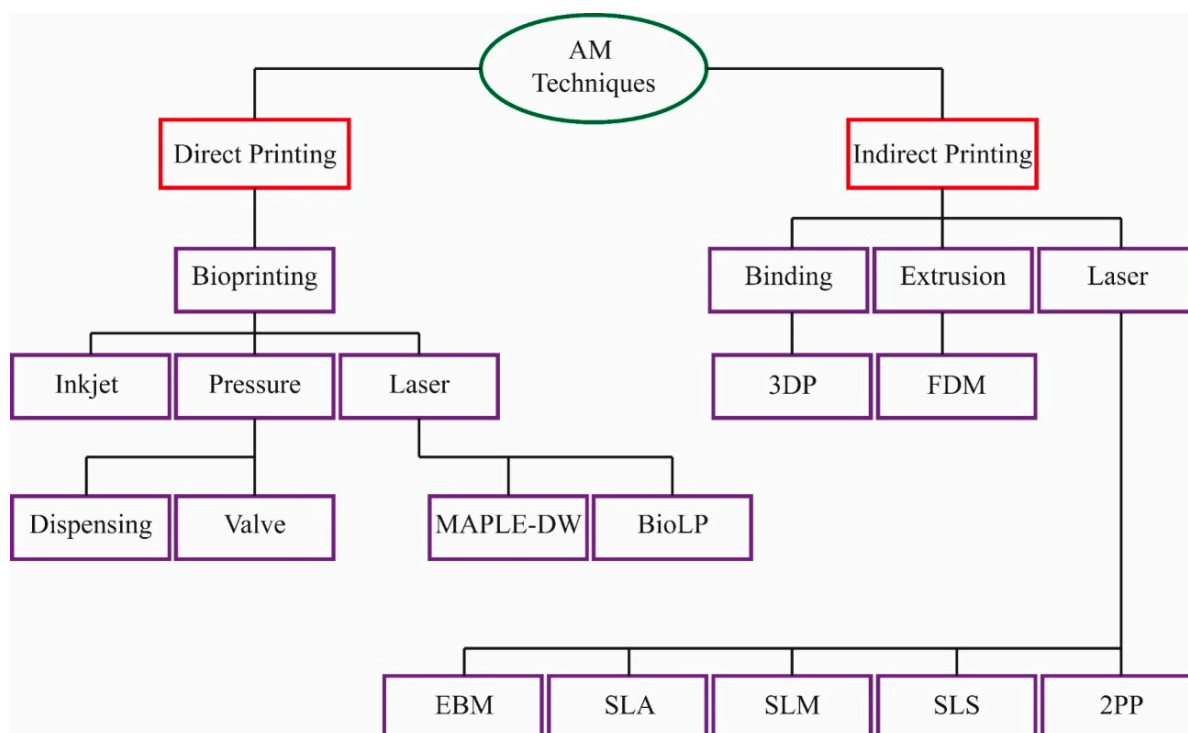 AM
Techniques
Direct Printing
Indirect Printing
Bioprinting
Binding
Extrusion
Laser
Inkjet
Pressure
Laser
3DP
FDM
Dispensing
Valve
MAPLE-DW
BioLP
EBM
SLA
SLM
SLS
2PP